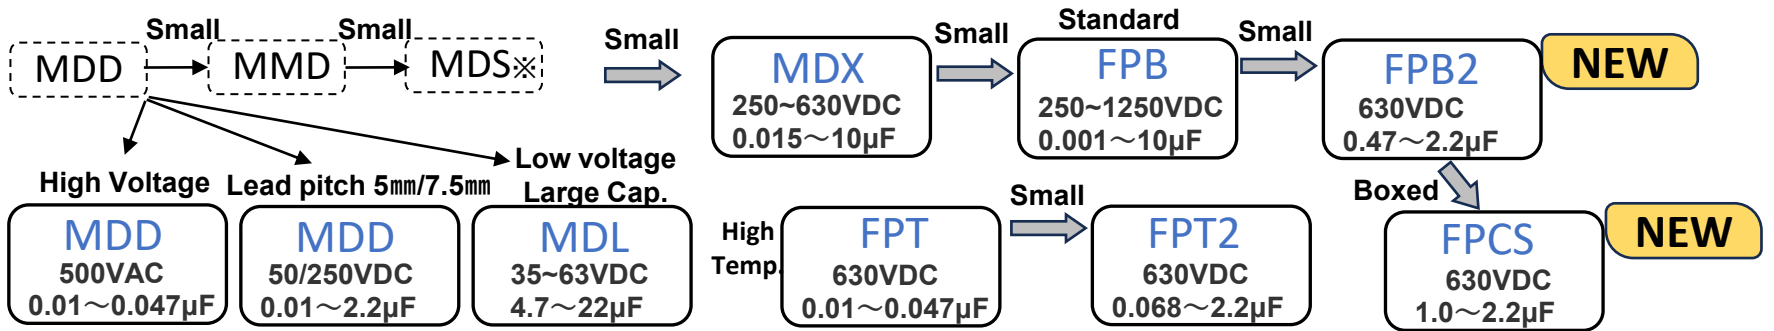 Small
Small
MDD
MMD
MDS※
Small
MDX
250~630VDC
0.015～10μF
Small
Standard
FPB
250~1250VDC
0.001～10μF
Small
FPB2
630VDC
0.47～2.2μF
NEW
High Voltage
MDD
500VAC
0.01～0.047μF
Lead pitch 5㎜/7.5㎜
MDD
50/250VDC
0.01～2.2μF
Low voltage
Large Cap.
MDL
35~63VDC
4.7～22μF
High
Temp.
FPT
630VDC
0.01～0.047μF
Small
FPT2
630VDC
0.068～2.2μF
Boxed
FPCS
630VDC
1.0～2.2μF
NEW